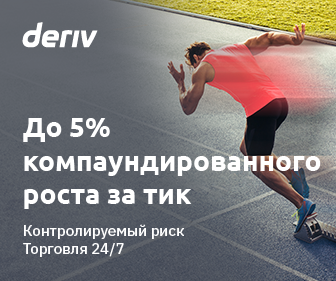 deriv
До 5%
компаундированного
роста за тик
Контролируемый риск
Торговля 24/7